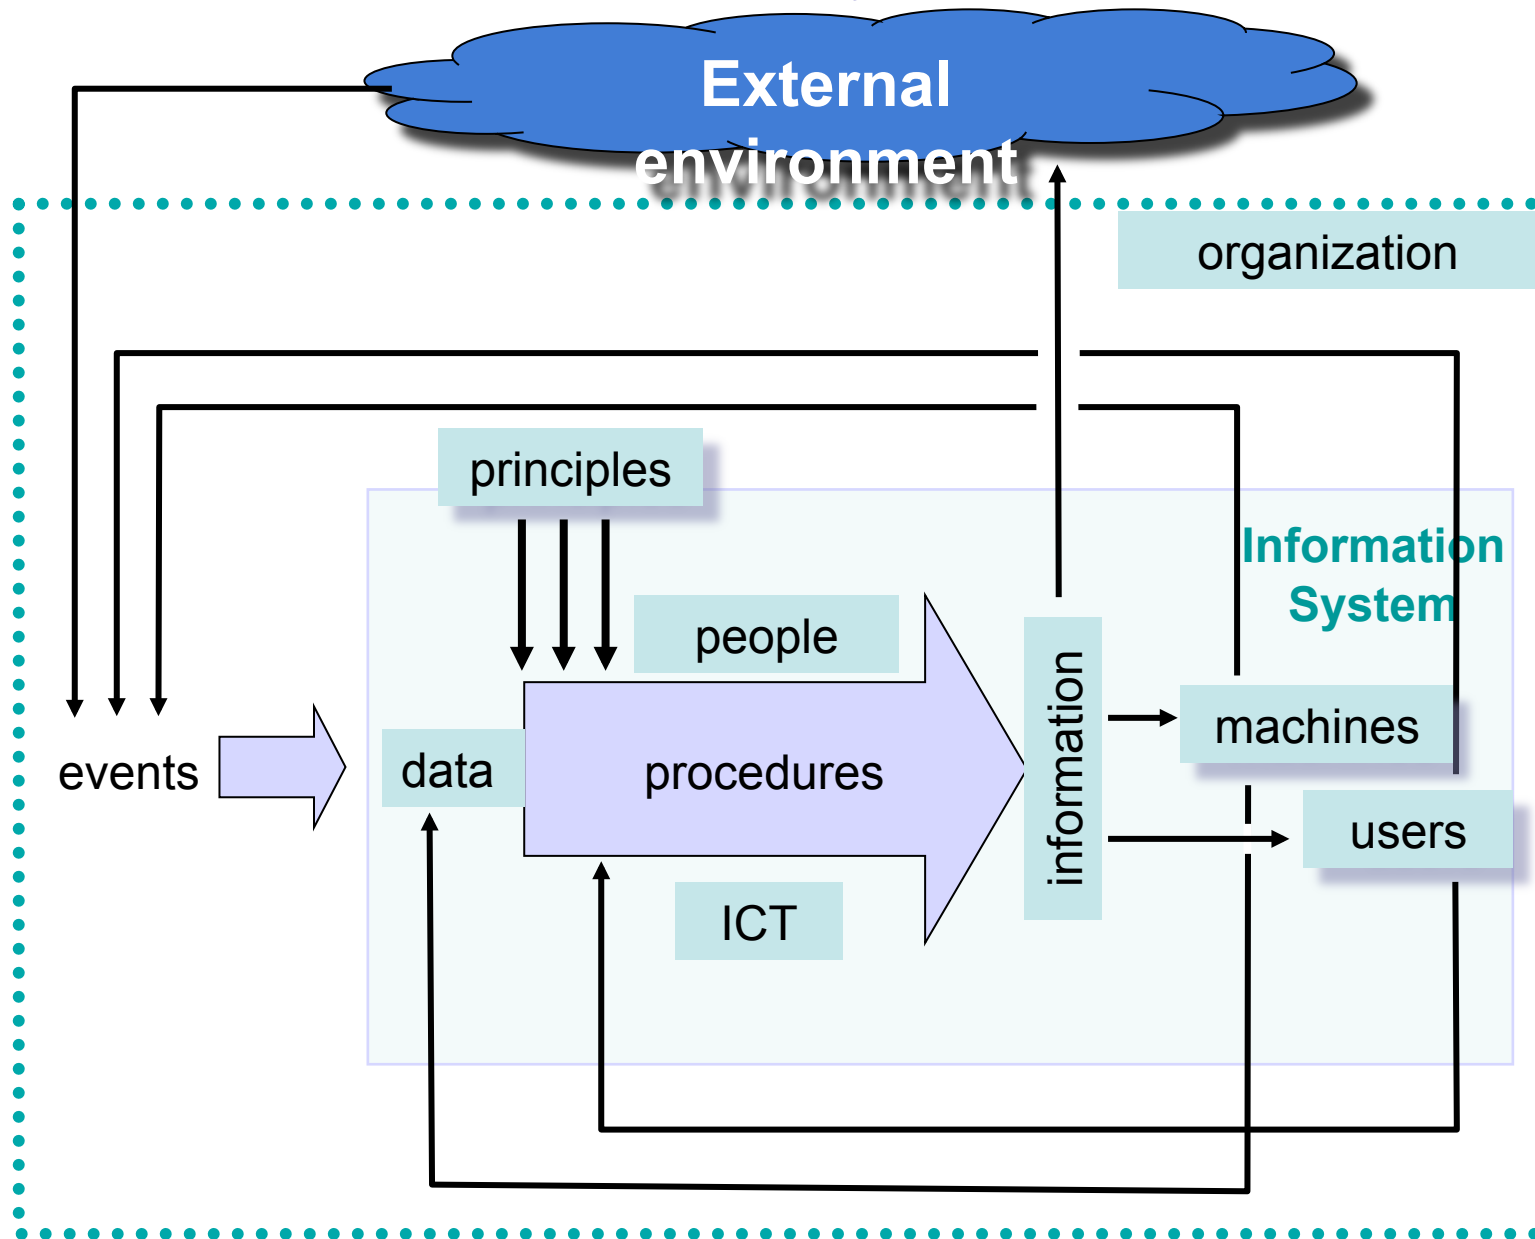 External
environment
organization
principles
Information
System
people
information
machines
events
data
procedures
users
ICT